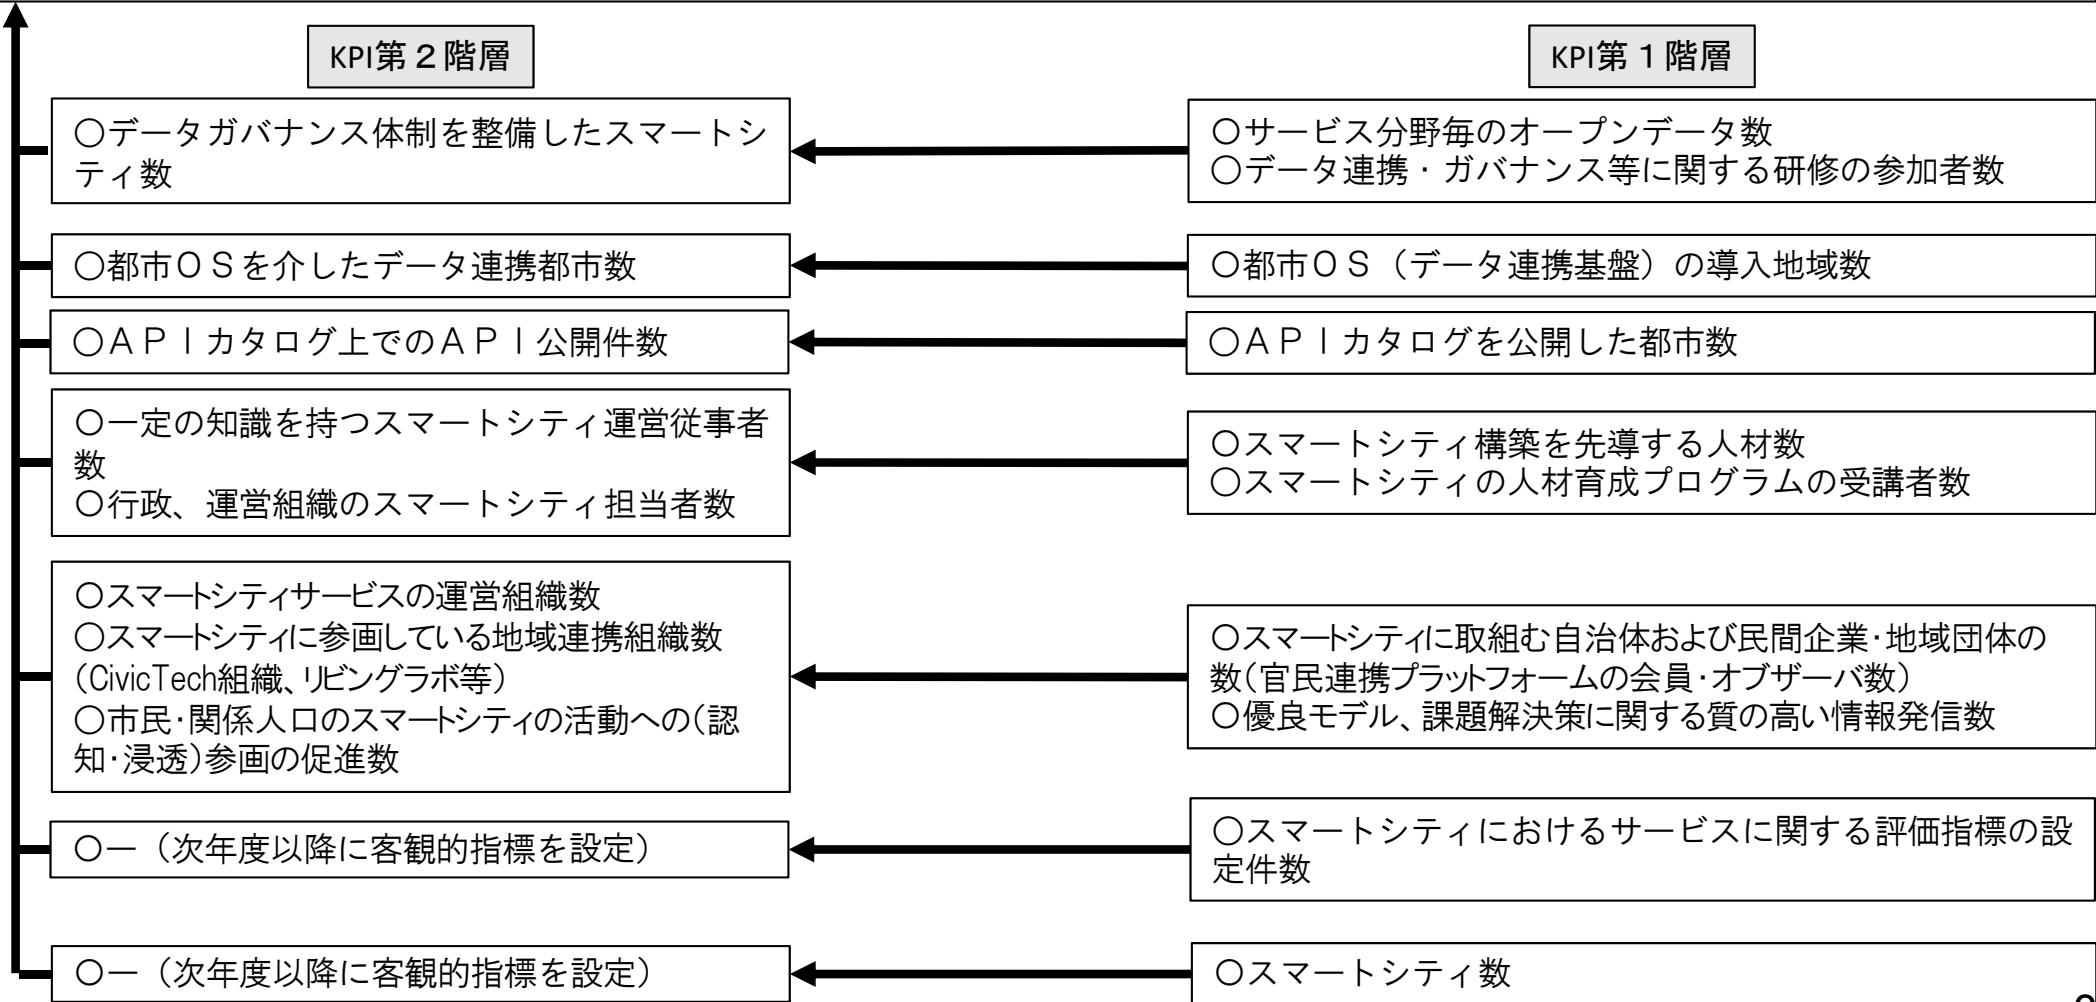 KPI第２階層
KPI第１階層
〇データガバナンス体制を整備したスマートシ
ティ数
〇サービス分野毎のオープンデータ数
〇データ連携・ガバナンス等に関する研修の参加者数
〇都市ＯＳを介したデータ連携都市数
〇都市ＯＳ（データ連携基盤）の導入地域数
〇ＡＰＩカタログ上でのＡＰＩ公開件数
〇ＡＰＩカタログを公開した都市数
〇一定の知識を持つスマートシティ運営従事者
数
〇行政、運営組織のスマートシティ担当者数
〇スマートシティ構築を先導する人材数
〇スマートシティの人材育成プログラムの受講者数
〇スマートシティサービスの運営組織数
〇スマートシティに参画している地域連携組織数
（CivicTech組織、リビングラボ等）
〇市民・関係人口のスマートシティの活動への（認
知・浸透）参画の促進数
〇スマートシティに取組む自治体および民間企業・地域団体の
数（官民連携プラットフォームの会員・オブザーバ数）
〇優良モデル、課題解決策に関する質の高い情報発信数
〇ー（次年度以降に客観的指標を設定）
〇スマートシティにおけるサービスに関する評価指標の設
定件数
〇ー（次年度以降に客観的指標を設定）
〇スマートシティ数